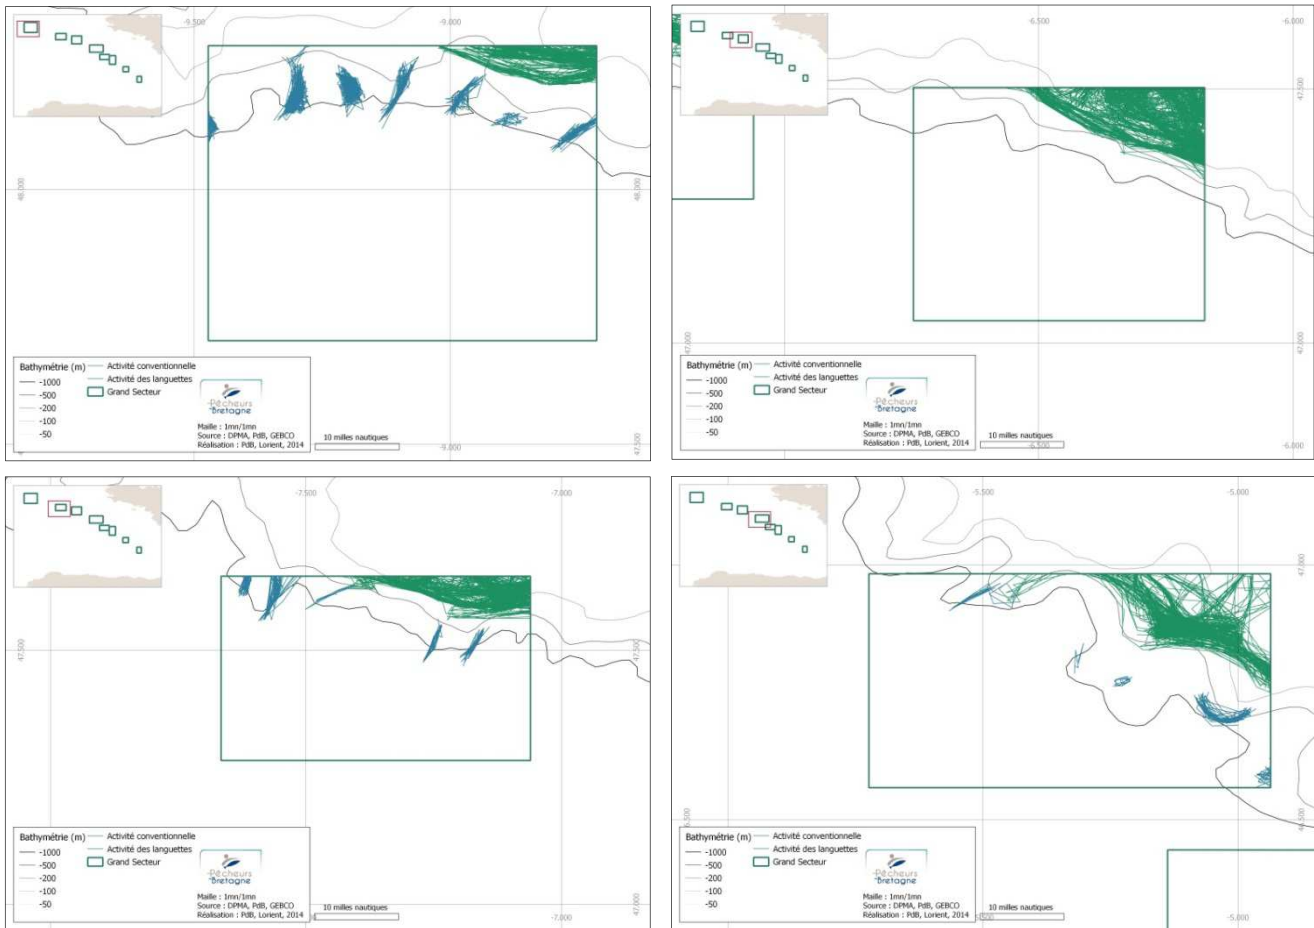 -9.500
-9.000
48.000
Bathymétrie (m)
-1000
-500
-200
-100
-50
Activité conventionnelle
Activité des languettes
Grand Secteur
Pêcheurs
de Bretagne
Maille : 1mn/1mn
Source : DPMA, PdB, GEBCO
Réalisation : PdB, Lorient, 2014
10 milles nautiques
-9.000
47.500
-6.500
-6.000
47.500
47.000
47.000
Bathymétrie (m)
-1000
-500
-200
-100
-50
Activité conventionnelle
Activité des languettes
Grand Secteur
Pêcheurs
de Bretagne
Maille : 1mn/1mn
Source : DPMA, PdB, GEBCO
Réalisation : PdB, Lorient, 2014
10 milles nautiques
-6.500
-6.000
-7.500
-7.000
47.500
47.500
Bathymétrie (m)
-1000
-500
-200
-100
-50
Activité conventionnelle
Activité des languettes
Grand Secteur
Pêcheurs
de Bretagne
Maille : 1mn/1mn
Source : DPMA, PdB, GEBCO
Réalisation : PdB, Lorient, 2014
10 milles nautiques
-7.000
47.000
-5.500
-5.000
47.000
46.500
Bathymétrie (m)
-1000
-500
-200
-100
-50
Activité conventionnelle
Activité des languettes
Grand Secteur
Pêcheurs
de Bretagne
Maille : 1mn/1mn
Source : DPMA, PdB, GEBCO
Réalisation : PdB, Lorient, 2014
10 milles nautiques
-5.000